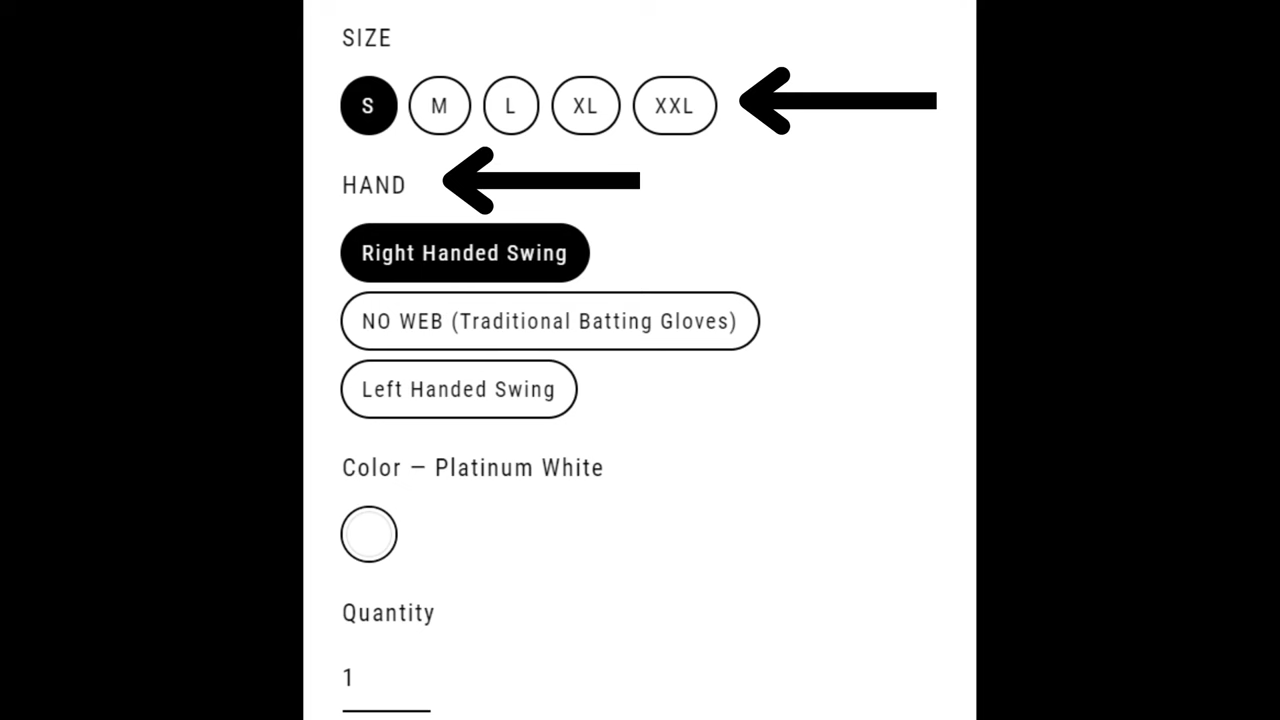 SIZE
S M L XL XXL
HAND
Right Handed Swing
NO WEB (Traditional Batting Gloves)
Left Handed Swing
Color — Platinum White
Quantity
1